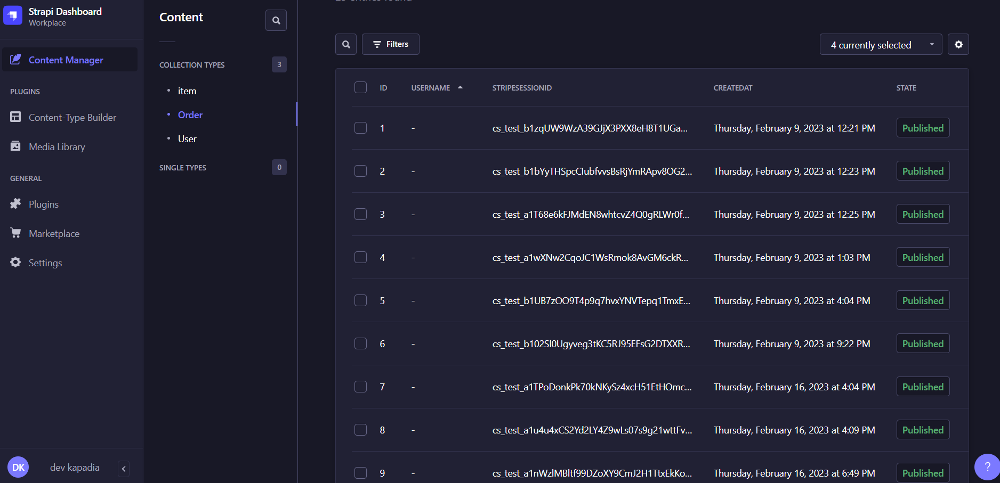 Strapi Dashboard
Workplace
Content Manager
PLUGINS
Content-Type Builder
Media Library
GENERAL
Plugins
Marketplace
Settings
DK
dev kapadia
Content
COLLECTION TYPES 3
item
Order
User
SINGLE TYPES 0
Filters
4 currently selected
ID USERNAME STRIPESESSIONID CREATEDAT STATE
1 - cs_test_b1zqUW9WzA39GJjX3PXX8eH8T1UGa... Thursday, February 9, 2023 at 12:21 PM Published
2 - cs_test_b1bYyTHSpcCIubfvvsBsRjYmRApv8OG2... Thursday, February 9, 2023 at 12:23 PM Published
3 - cs_test_a1T68e6kFJMdEN8whtcvZ4Q0gRLWr0f... Thursday, February 9, 2023 at 12:25 PM Published
4 - cs_test_a1wXNw2CqoJC1WsRmok8AvGM6ckR... Thursday, February 9, 2023 at 1:03 PM Published
5 - cs_test_b1UB7zOO9T4p9q7hvxYNVTepq1TmxE... Thursday, February 9, 2023 at 4:04 PM Published
6 - cs_test_b102Sl0Ugyveg3tKC5RJ95EFsG2DTXXR... Thursday, February 9, 2023 at 9:22 PM Published
7 - cs_test_a1TPoDonkPk70kNKySz4xcH51EtHOmc... Thursday, February 16, 2023 at 4:04 PM Published
8 - cs_test_a1u4u4xCS2Yd2LY4Z9wLs07s9g21wttFv... Thursday, February 16, 2023 at 4:09 PM Published
9 - cs_test_a1nWzlMBltf99DZoXY9CmJ2H1TtxEkKo... Thursday, February 16, 2023 at 6:49 PM Published
?